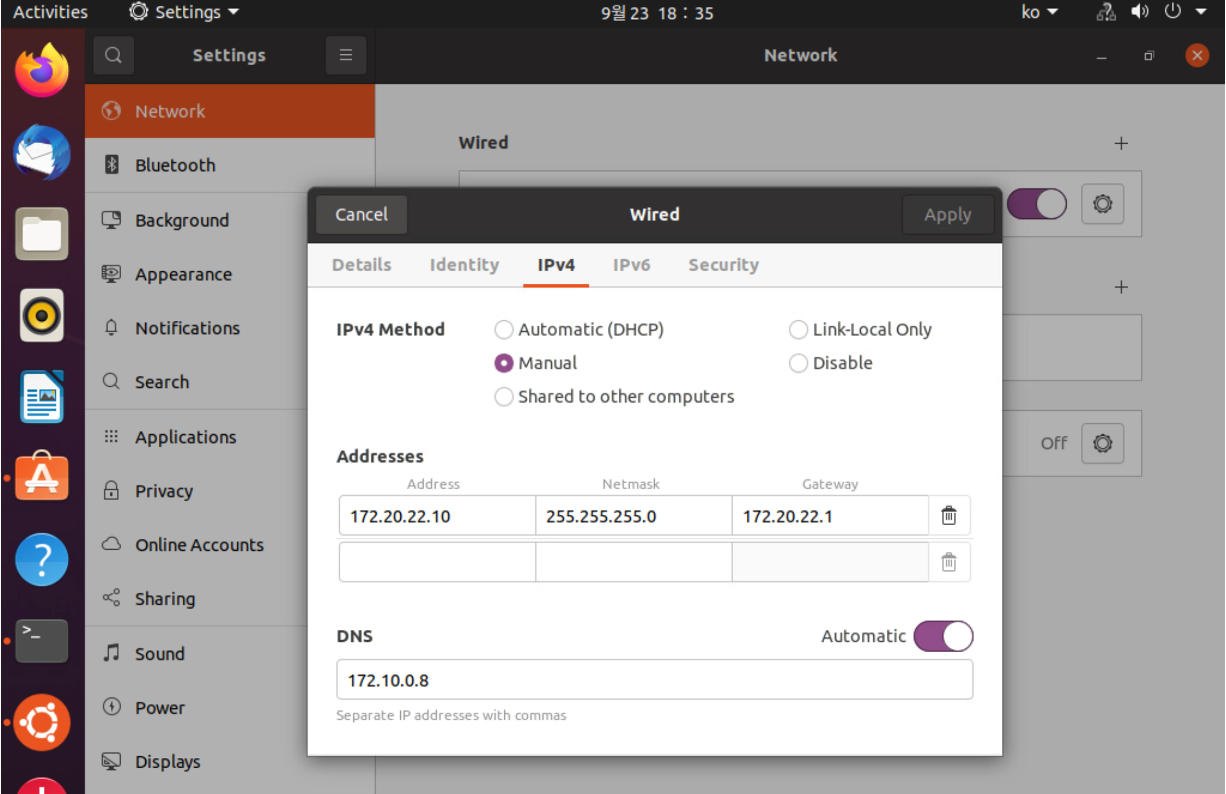 Activities
Settings
9월 23 18 : 35
ko
Settings
Network
Network
Bluetooth
Background
Appearance
Notifications
Search
Applications
Privacy
Online Accounts
Sharing
Sound
Power
Displays
Wired
Off
Cancel
Wired
Apply
Details Identity IPv4 IPv6 Security
IPv4 Method
Automatic (DHCP)
Link-Local Only
Manual
Disable
Shared to other computers
Addresses
Address Netmask Gateway
172.20.22.10 255.255.255.0 172.20.22.1
DNS
Automatic
172.10.0.8
Separate IP addresses with commas